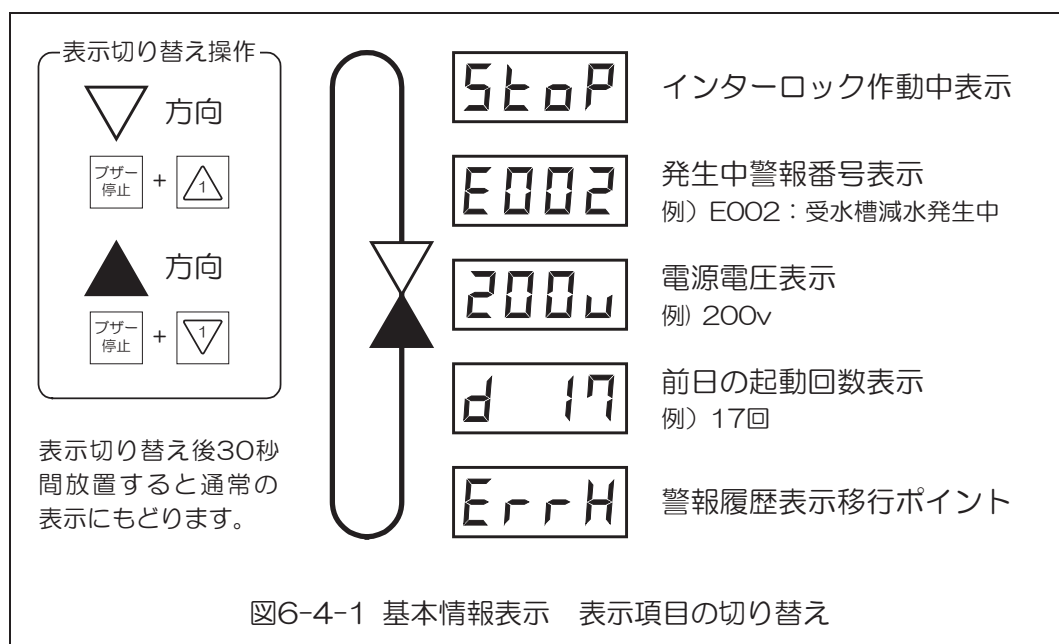 表示切り替え操作
▽ 方向
ブザー
停止
+ 1
▲ 方向
ブザー
停止
+ 1
表示切り替え後30秒
間放置すると通常の
表示にもどります。
StoP
インターロック作動中表示
E002
発生中警報番号表示
例）E002：受水槽減水発生中
200v
電源電圧表示
例) 200v
d 17
前日の起動回数表示
例）17回
ErrH
警報履歴表示移行ポイント
図6-4-1 基本情報表示　表示項目の切り替え